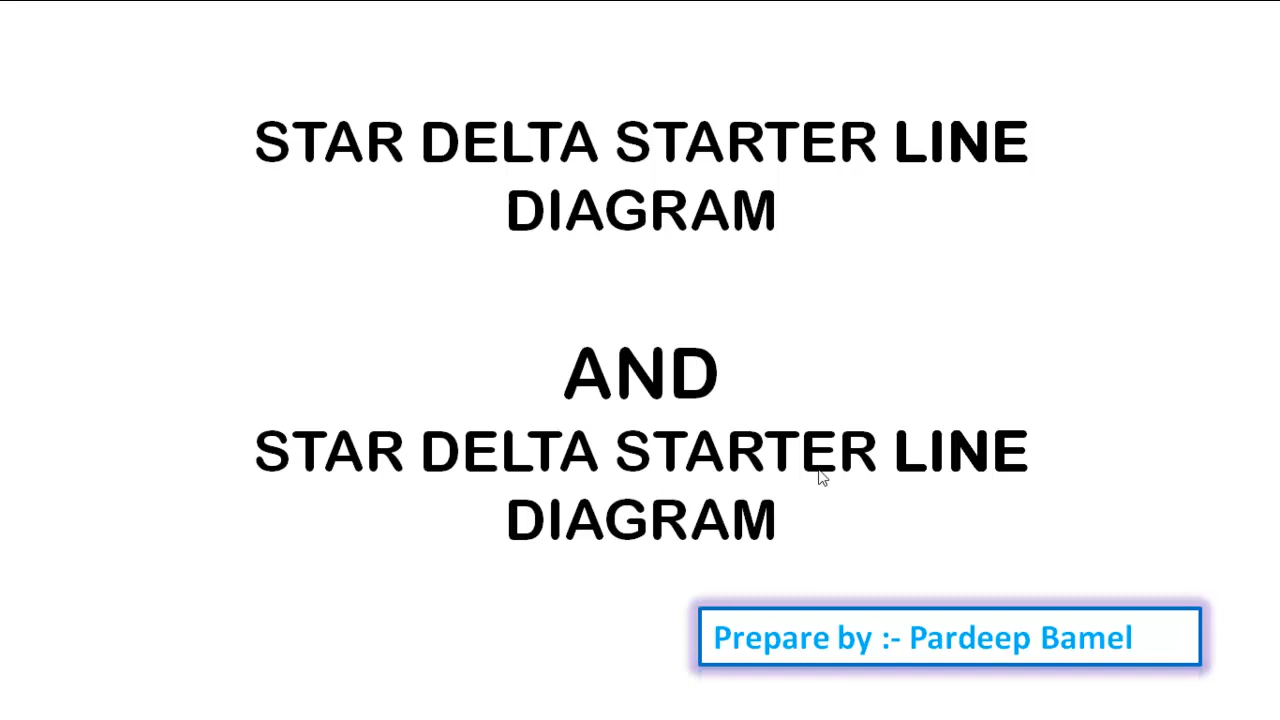 STAR DELTA STARTER LINE
DIAGRAM
AND
STAR DELTA STARTER LINE
DIAGRAM
Prepare by :- Pardeep Bamel